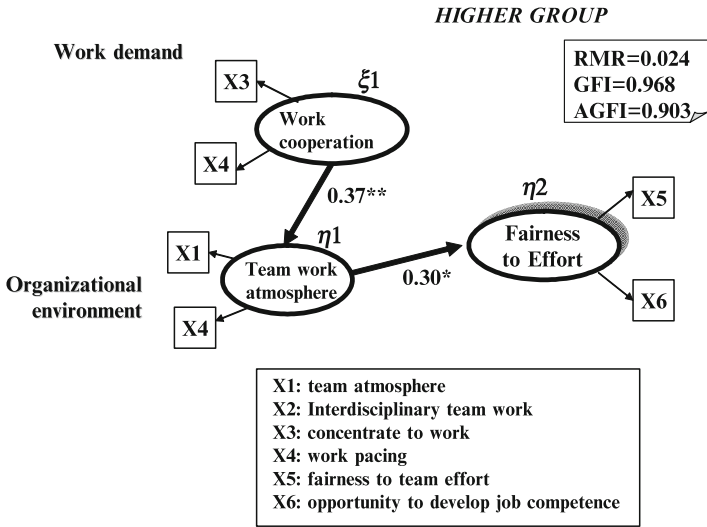 HIGHER GROUP
Work demand
RMR=0.024
GFI=0.968
AGFI=0.903
X3
ξ1
Work
cooperation
X4
0.37**
η2
X5
X1
η1
Fairness
to Effort
Team work
atmosphere
0.30*
Organizational
environment
X4
X6
X1: team atmosphere
X2: Interdisciplinary team work
X3: concentrate to work
X4: work pacing
X5: fairness to team effort
X6: opportunity to develop job competence